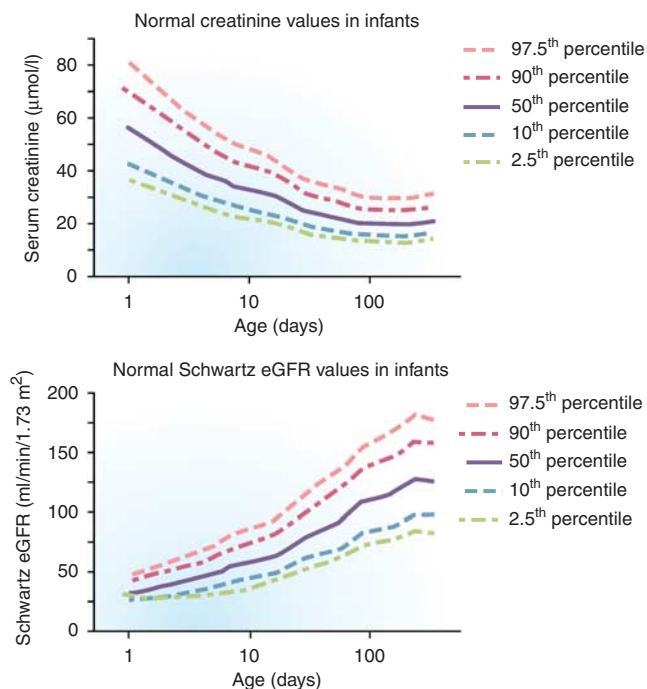 Normal creatinine values in infants
Serum creatinine (μmol/l)
80
60
40
20
0
1
10
100
Age (days)
97.5th percentile
90th percentile
50th percentile
10th percentile
2.5th percentile
Normal Schwartz eGFR values in infants
Schwartz eGFR (ml/min/1.73 m²)
200
150
100
50
0
1
10
100
Age (days)
97.5th percentile
90th percentile
50th percentile
10th percentile
2.5th percentile